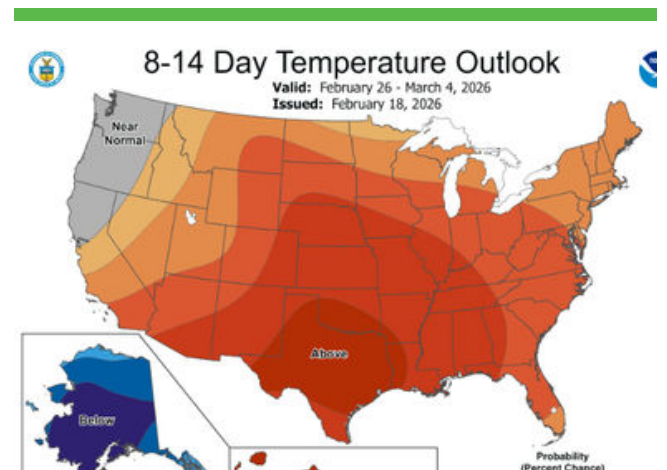 8-14 Day Temperature Outlook
Valid: February 26 - March 4, 2026
Issued: February 18, 2026
Near
Normal
Above
Below
Probability
(Percent Chance)